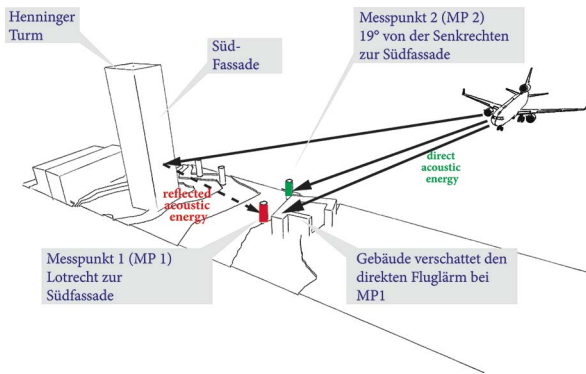 Henninger
Turm
Süd-
Fassade
Messpunkt 2 (MP 2)
19° von der Senkrechten
zur Südfassade
direct
acoustic
energy
reflected
acoustic
energy
Messpunkt 1 (MP 1)
Lotrecht zur
Südfassade
Gebäude verschattet den
direkten Fluglärm bei
MP1